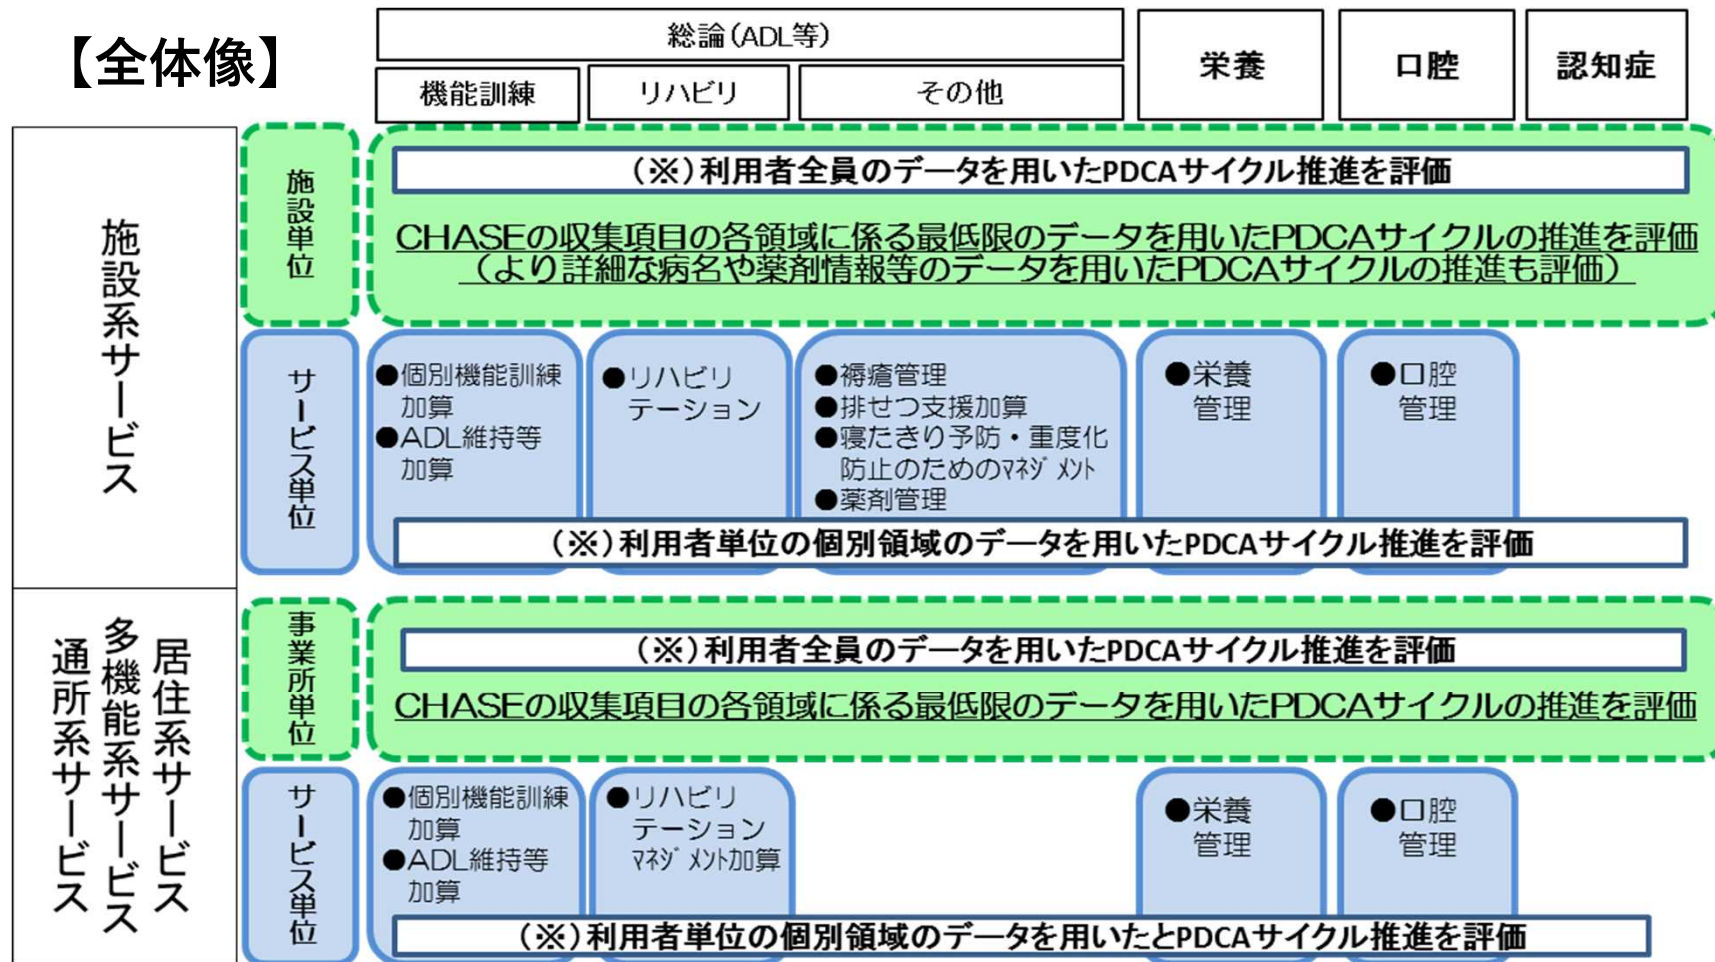 【全体像】
総論(ADL等)
機能訓練
リハビリ
その他
栄養
口腔
認知症
施設系サービス
施設単位
(※)利用者全員のデータを用いたPDCAサイクル推進を評価
CHASEの収集項目の各領域に係る最低限のデータを用いたPDCAサイクルの推進を評価
(より詳細な病名や薬剤情報等のデータを用いたPDCAサイクルの推進も評価)
サービス単位
●個別機能訓練
加算
●ADL維持等
加算
●リハビリ
テーション
●褥瘡管理
●排せつ支援加算
●寝たきり予防・重度化
防止のためのﾏﾈｼﾞﾒﾝﾄ
●薬剤管理
●栄養
管理
●口腔
管理
(※)利用者単位の個別領域のデータを用いたPDCAサイクル推進を評価
居住系サービス
多機能系サービス
通所系サービス
事業所単位
(※)利用者全員のデータを用いたPDCAサイクル推進を評価
CHASEの収集項目の各領域に係る最低限のデータを用いたPDCAサイクルの推進を評価
サービス単位
●個別機能訓練
加算
●ADL維持等
加算
●リハビリ
テーション
ﾏﾈｼﾞﾒﾝﾄ加算
●栄養
管理
●口腔
管理
(※)利用者単位の個別領域のデータを用いたとPDCAサイクル推進を評価